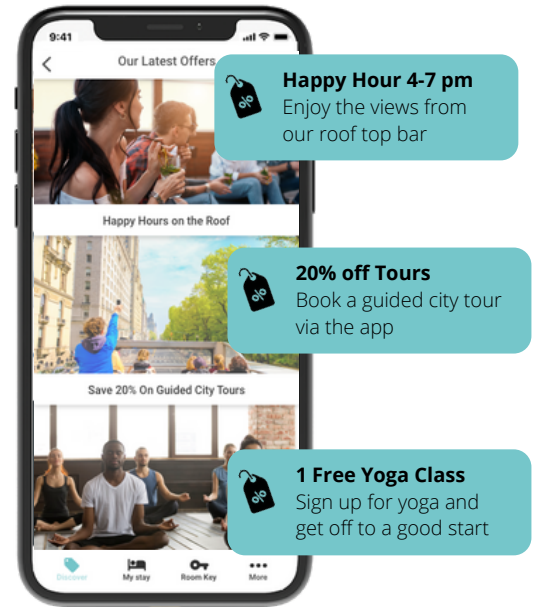 9:41
Our Latest Offers
Happy Hour 4-7 pm
Enjoy the views from
our roof top bar
Happy Hours on the Roof
20% off Tours
Book a guided city tour
via the app
Save 20% On Guided City Tours
1 Free Yoga Class
Sign up for yoga and
get off to a good start
Discover
My stay
Room Key
More